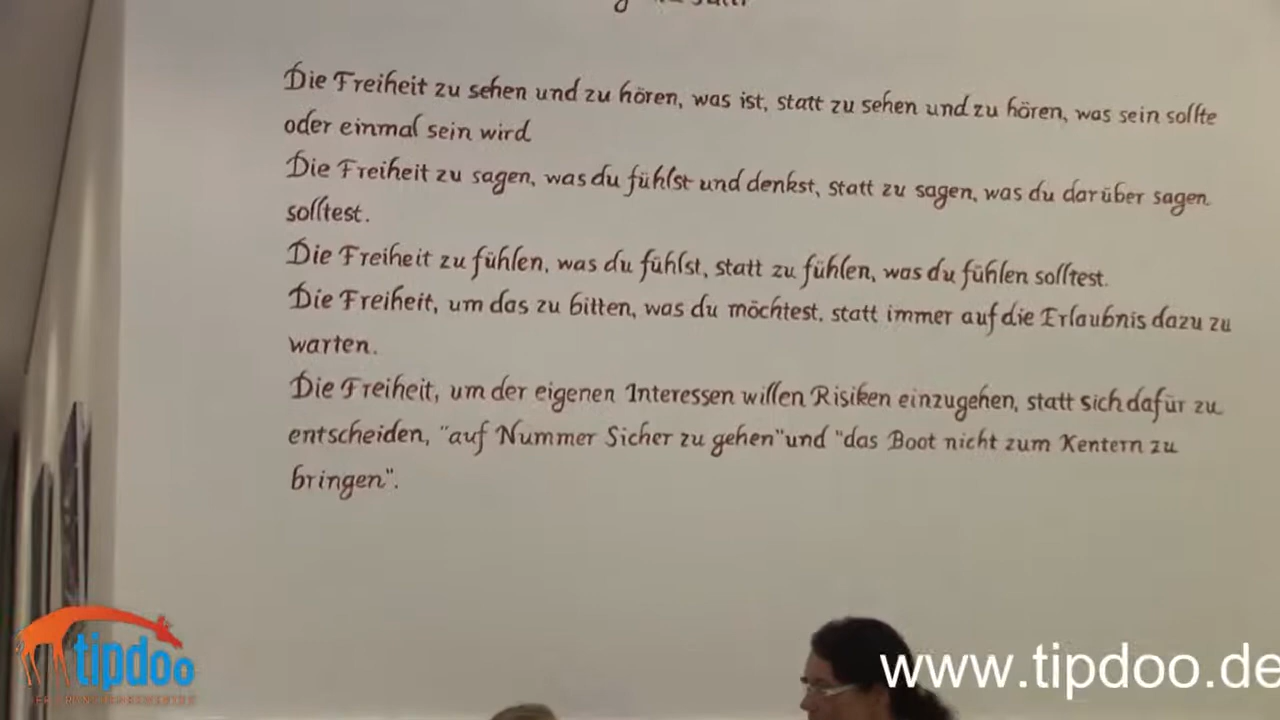 Die Freiheit zu sehen und zu hören, was ist, statt zu sehen und zu hören, was sein sollte
oder einmal sein wird
Die Freiheit zu sagen, was du fühlst und denkst, statt zu sagen, was du darüber sagen
solltest.
Die Freiheit zu fühlen, was du fühlst, statt zu fühlen, was du fühlen solltest.
Die Freiheit, um das zu bitten, was du möchtest, statt immer auf die Erlaubnis dazu zu
warten.
Die Freiheit, um der eigenen Interessen willen Risiken einzugehen, statt sich dafür zu
entscheiden, "auf Nummer Sicher zu gehen" und "das Boot nicht zum Kentern zu
bringen".
tipdoo
www.tipdoo.de